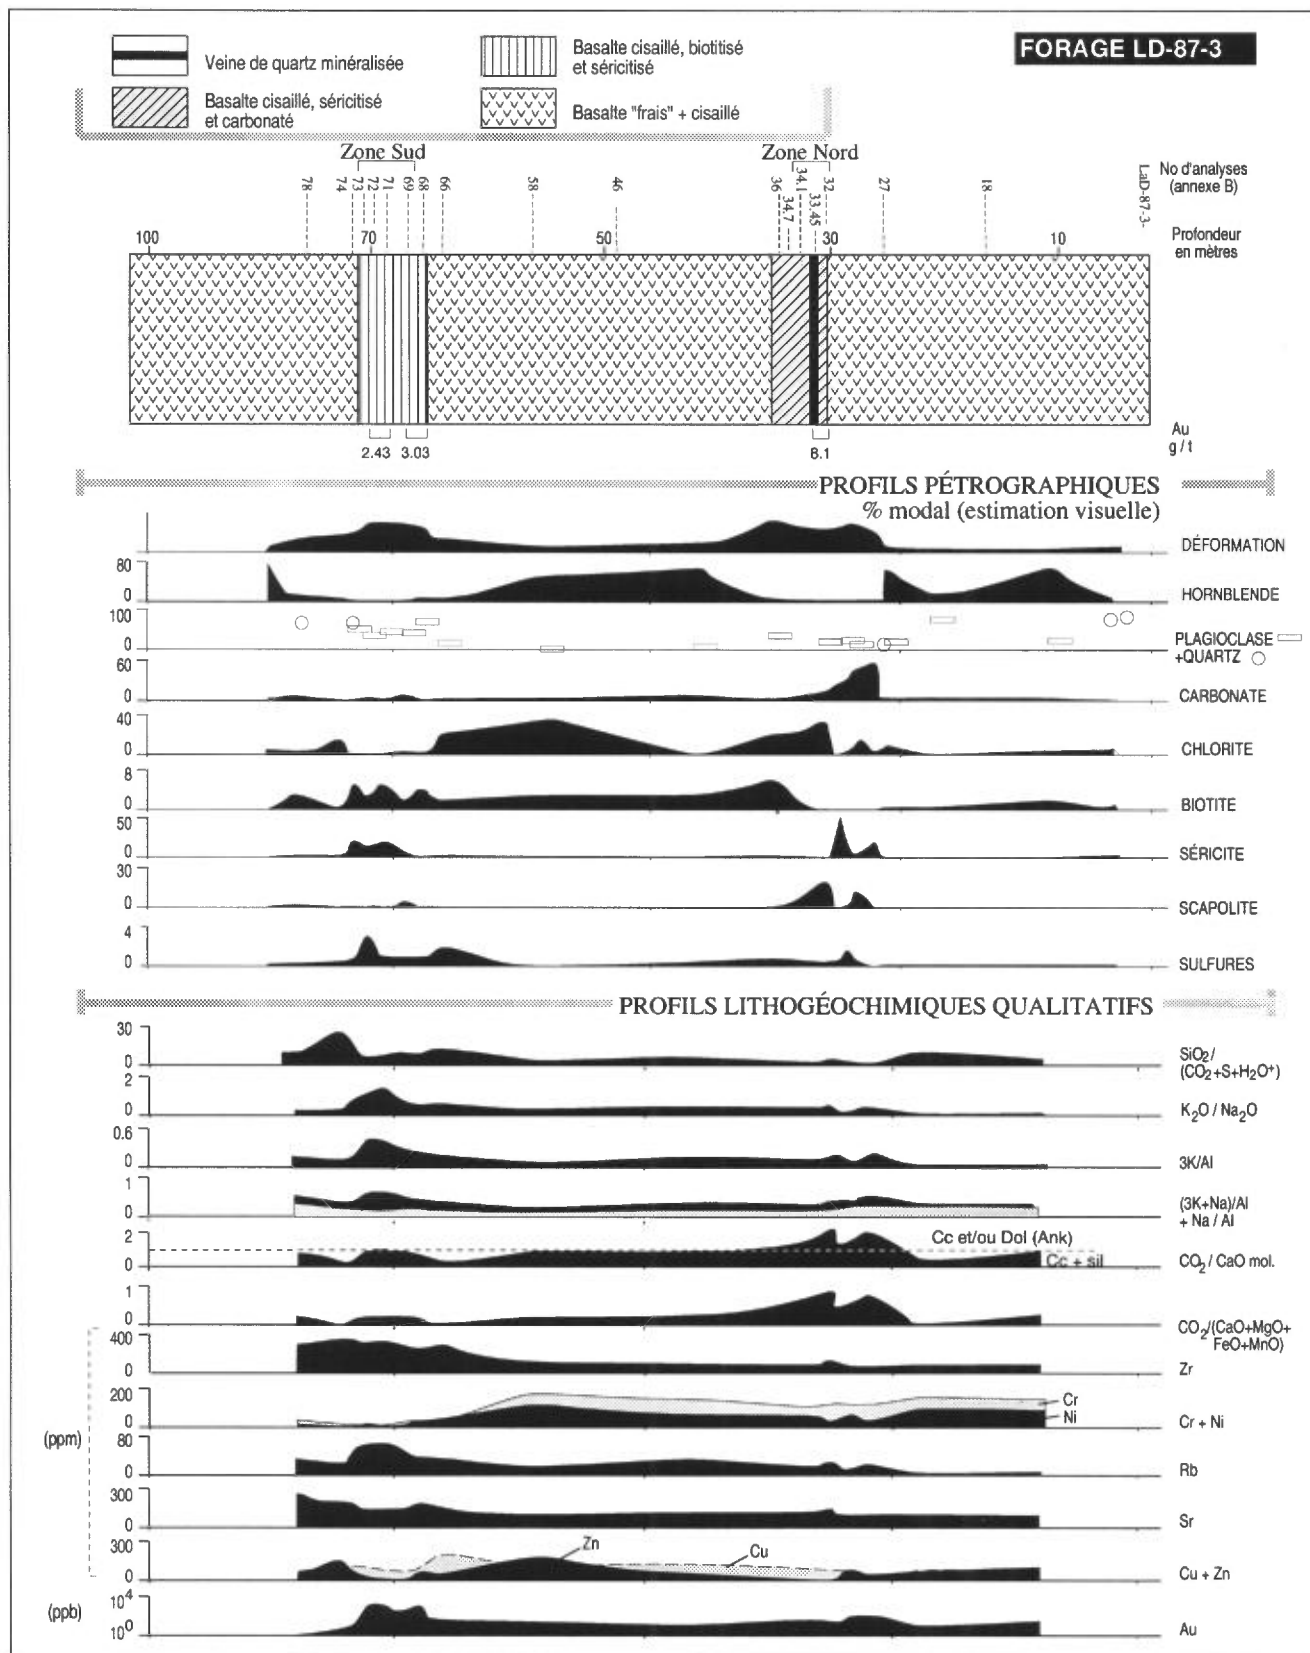 FORAGE LD-87-3
Veine de quartz minéralisée
Basalte cisaillé, biotitisé
et séricitisé
Basalte cisaillé, séricitisé
et carbonaté
Basalte "frais" + cisaillé
Zone Sud
Zone Nord
78 74 73 72 71 69 68 66 58 46 36 34.7 34.1 33.45 32 27 18 LaD-87-3-
No d'analyses
(annexe B)
100 70 50 30 10
Profondeur
en mètres
2.43 3.03 8.1
Au
g / t
PROFILS PÉTROGRAPHIQUES
% modal (estimation visuelle)
DÉFORMATION
80
0
HORNBLENDE
100
0
PLAGIOCLASE
+QUARTZ
60
0
CARBONATE
40
0
CHLORITE
8
0
BIOTITE
50
0
SÉRICITE
30
0
SCAPOLITE
4
0
SULFURES
PROFILS LITHOGÉOCHIMIQUES QUALITATIFS
30
0
SiO2/
(CO2+S+H2O+)
2
0
K2O / Na2O
0.6
0
3K/Al
1
0
(3K+Na)/Al
+ Na / Al
2
0
Cc et/ou Dol (Ank)
Cc + sil
CO2 / CaO mol.
1
0
CO2/(CaO+MgO+
FeO+MnO)
400
0
Zr
200
0
Cr
Ni
Cr + Ni
(ppm)
80
0
Rb
300
0
Sr
300
0
Zn
Cu
Cu + Zn
(ppb)
10⁴
10⁰
Au